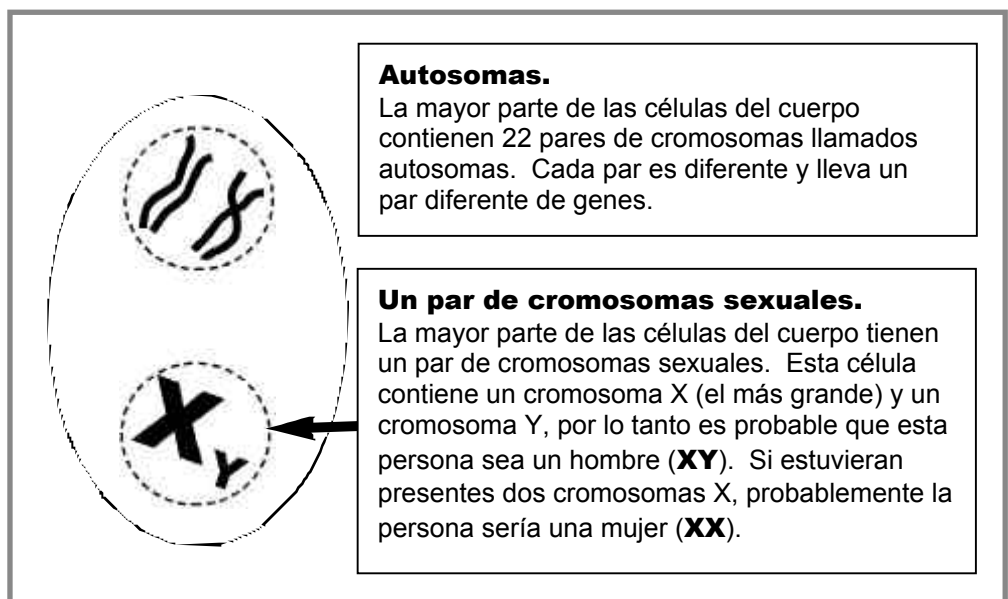 Autosomas.
La mayor parte de las células del cuerpo
contienen 22 pares de cromosomas llamados
autosomas.  Cada par es diferente y lleva un
par diferente de genes.
Un par de cromosomas sexuales.
La mayor parte de las células del cuerpo tienen
un par de cromosomas sexuales.  Esta célula
contiene un cromosoma X (el más grande) y un
cromosoma Y, por lo tanto es probable que esta
persona sea un hombre (XY).  Si estuvieran
presentes dos cromosomas X, probablemente la
persona sería una mujer (XX).
X
Y